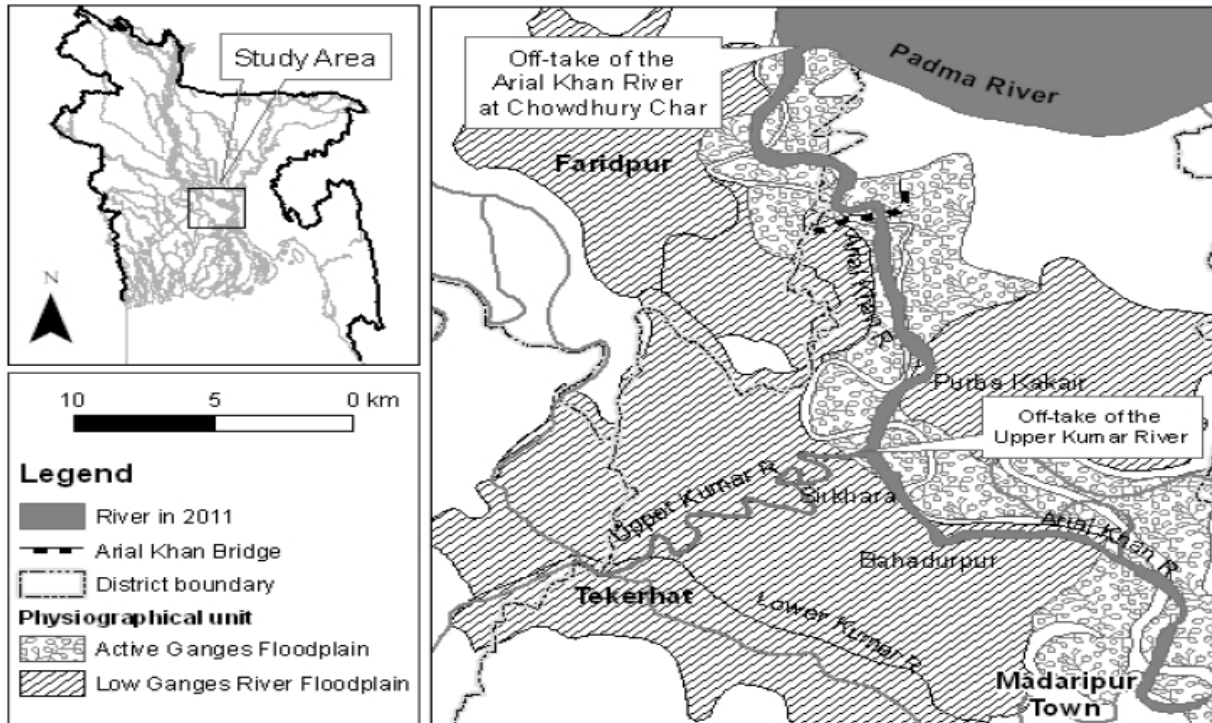 Study Area
N
10 5 0 km
Legend
River in 2011
Arial Khan Bridge
District boundary
Physiographical unit
Active Ganges Floodplain
Low Ganges River Floodplain
Off-take of the
Arial Khan River
at Chowdhury Char
Padma River
Faridpur
Arial Khan R.
Purba Kakair
Off-take of the
Upper Kumar River
Upper Kumar R.
Sirkhara
Arial Khan R.
Bahadurpur
Tekerhat
Lower Kumar R.
Madaripur
Town